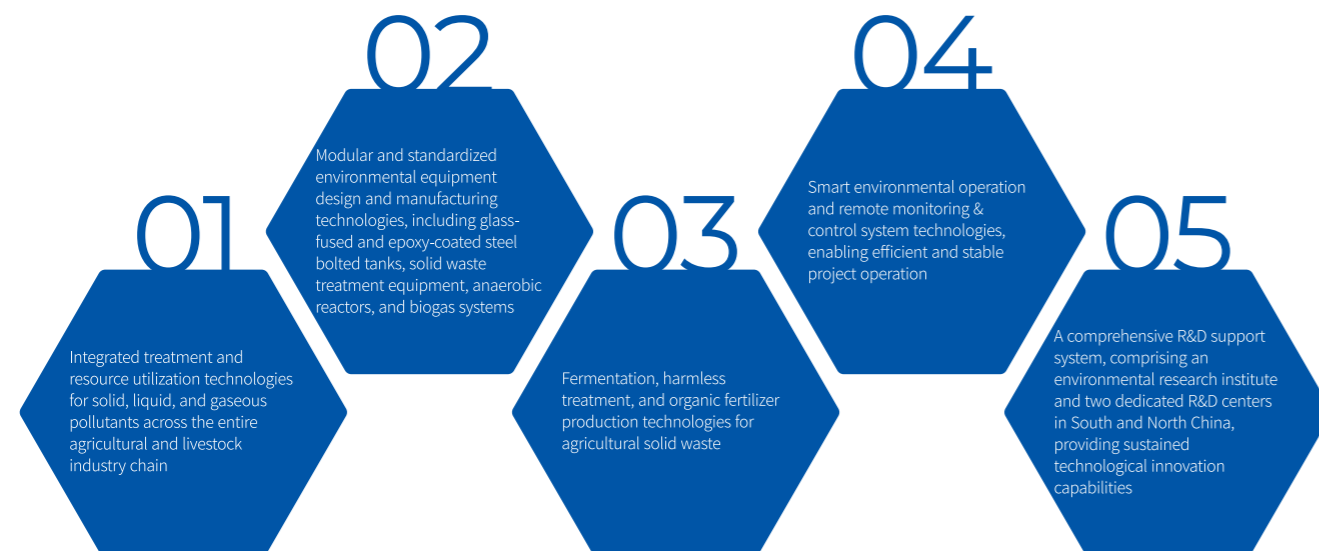 01
Integrated treatment and
resource utilization technologies
for solid, liquid, and gaseous
pollutants across the entire
agricultural and livestock
industry chain
02
Modular and standardized
environmental equipment
design and manufacturing
technologies, including glass-
fused and epoxy-coated steel
bolted tanks, solid waste
treatment equipment, anaerobic
reactors, and biogas systems
03
Fermentation, harmless
treatment, and organic fertilizer
production technologies for
agricultural solid waste
04
Smart environmental operation
and remote monitoring &
control system technologies,
enabling efficient and stable
project operation
05
A comprehensive R&D support
system, comprising an
environmental research institute
and two dedicated R&D centers
in South and North China,
providing sustained
technological innovation
capabilities